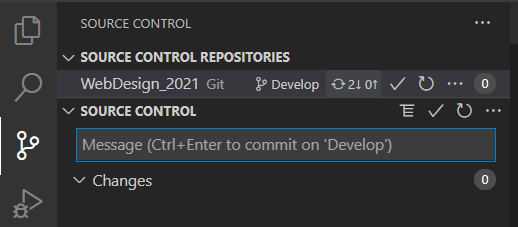 SOURCE CONTROL
SOURCE CONTROL REPOSITORIES
WebDesign_2021 Git Develop 2↓ 0↑ 0
SOURCE CONTROL
Message (Ctrl+Enter to commit on 'Develop')
Changes 0